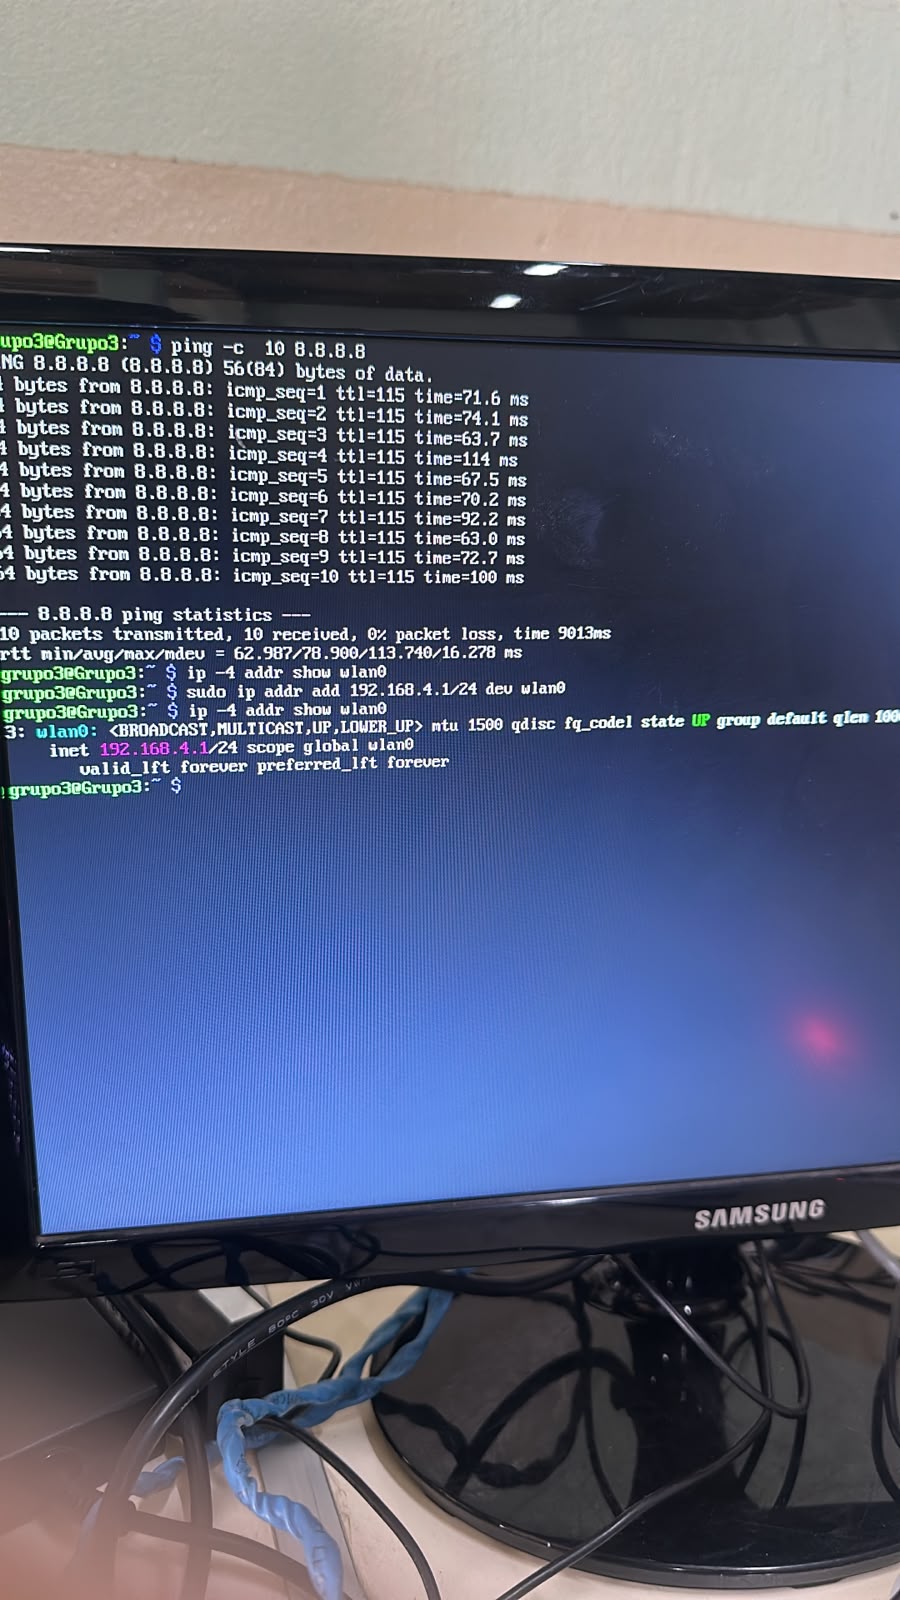 upo3@Grupo3:~ $ ping -c  10 8.8.8.8
NG 8.8.8.8 (8.8.8.8) 56(84) bytes of data.
4 bytes from 8.8.8.8: icmp_seq=1 ttl=115 time=71.6 ms
4 bytes from 8.8.8.8: icmp_seq=2 ttl=115 time=74.1 ms
4 bytes from 8.8.8.8: icmp_seq=3 ttl=115 time=63.7 ms
4 bytes from 8.8.8.8: icmp_seq=4 ttl=115 time=114 ms
4 bytes from 8.8.8.8: icmp_seq=5 ttl=115 time=67.5 ms
4 bytes from 8.8.8.8: icmp_seq=6 ttl=115 time=70.2 ms
4 bytes from 8.8.8.8: icmp_seq=7 ttl=115 time=92.2 ms
64 bytes from 8.8.8.8: icmp_seq=8 ttl=115 time=63.0 ms
64 bytes from 8.8.8.8: icmp_seq=9 ttl=115 time=72.7 ms
64 bytes from 8.8.8.8: icmp_seq=10 ttl=115 time=100 ms
--- 8.8.8.8 ping statistics ---
10 packets transmitted, 10 received, 0% packet loss, time 9013ms
rtt min/avg/max/mdev = 62.987/78.900/113.740/16.278 ms
grupo3@Grupo3:~ $ ip -4 addr show wlan0
grupo3@Grupo3:~ $ sudo ip addr add 192.168.4.1/24 dev wlan0
grupo3@Grupo3:~ $ ip -4 addr show wlan0
3: wlan0: <BROADCAST,MULTICAST,UP,LOWER_UP> mtu 1500 qdisc fq_codel state UP group default qlen 1000
inet 192.168.4.1/24 scope global wlan0
valid_lft forever preferred_lft forever
grupo3@Grupo3:~ $
SAMSUNG
STYLE 80°C 30V